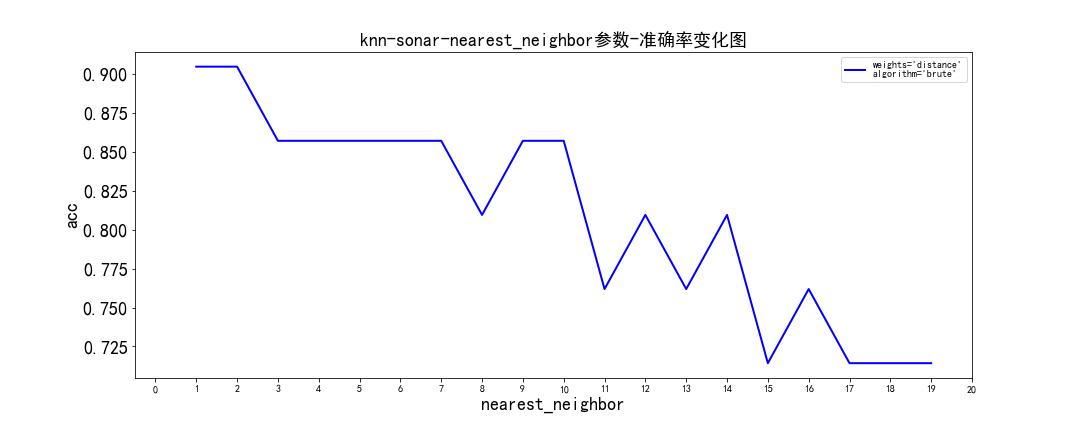 knn-sonar-nearest_neighbor参数-准确率变化图
weights='distance'
algorithm='brute'
0.900
0.875
0.850
0.825
0.800
0.775
0.750
0.725
acc
0 1 2 3 4 5 6 7 8 9 10 11 12 13 14 15 16 17 18 19 20
nearest_neighbor